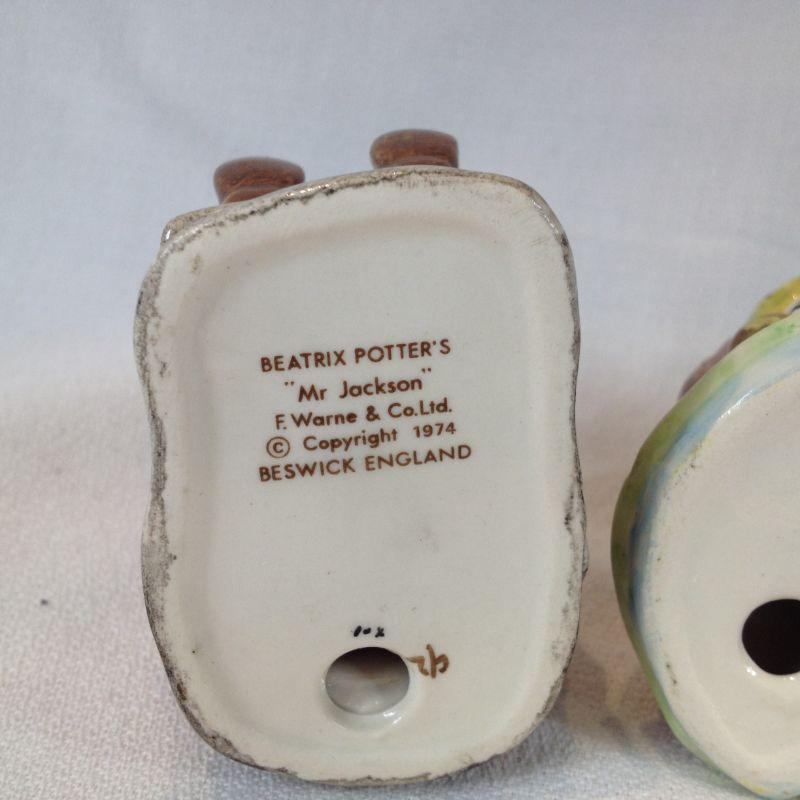 BEATRIX POTTER'S
"Mr Jackson"
F. Warne & Co. Ltd.
© Copyright 1974
BESWICK ENGLAND